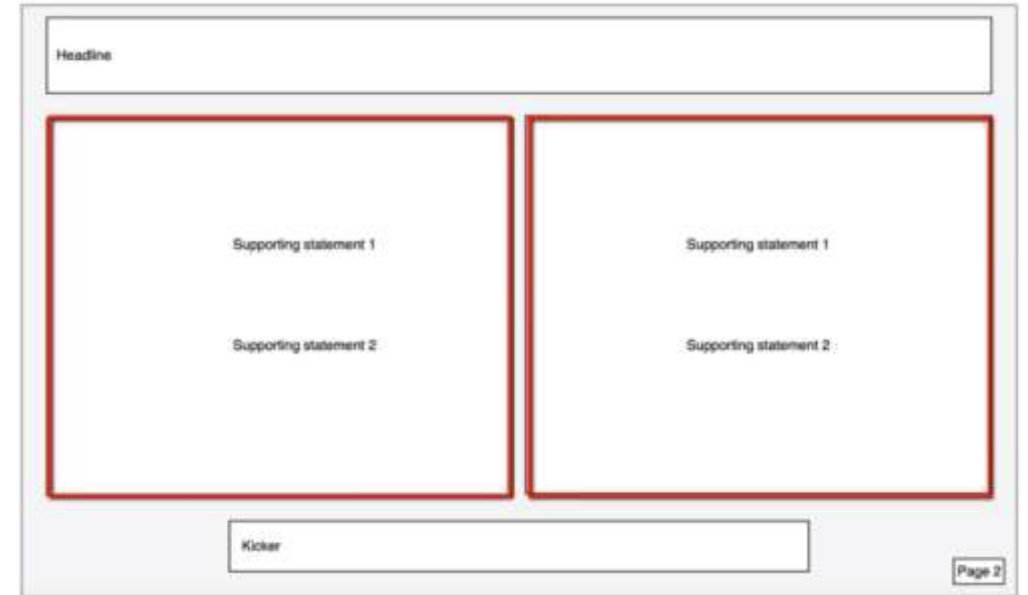 Headline
Supporting statement 1
Supporting statement 2
Supporting statement 1
Supporting statement 2
Kicker
Page 2